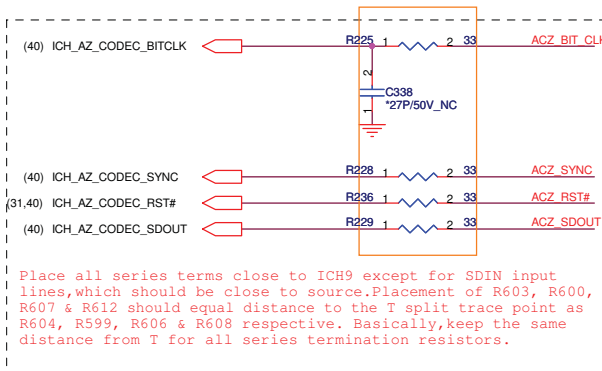 (40) ICH_AZ_CODEC_BITCLK R225 1 2 33 ACZ_BIT_CLK
2
C338
*27P/50V_NC
1
(40) ICH_AZ_CODEC_SYNC R228 1 2 33 ACZ_SYNC
(31,40) ICH_AZ_CODEC_RST# R236 1 2 33 ACZ_RST#
(40) ICH_AZ_CODEC_SDOUT R229 1 2 33 ACZ_SDOUT
Place all series terms close to ICH9 except for SDIN input
lines,which should be close to source.Placement of R603, R600,
R607 & R612 should equal distance to the T split trace point as
R604, R599, R606 & R608 respective. Basically,keep the same
distance from T for all series termination resistors.